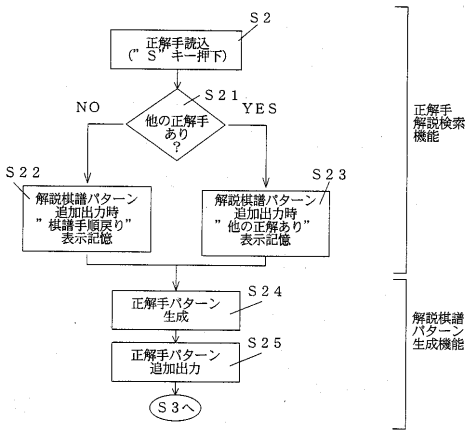 S2
正解手読込
("S"キー押下)
S21
他の正解手
あり
?
NO
YES
S22
解説棋譜パターン
追加出力時
"棋譜手順戻り"
表示記憶
S23
解説棋譜パターン
追加出力時
"他の正解あり"
表示記憶
正解手
解説検索
機能
S24
正解手パターン
生成
S25
正解手パターン
追加出力
S3へ
解説棋譜
パターン
生成機能